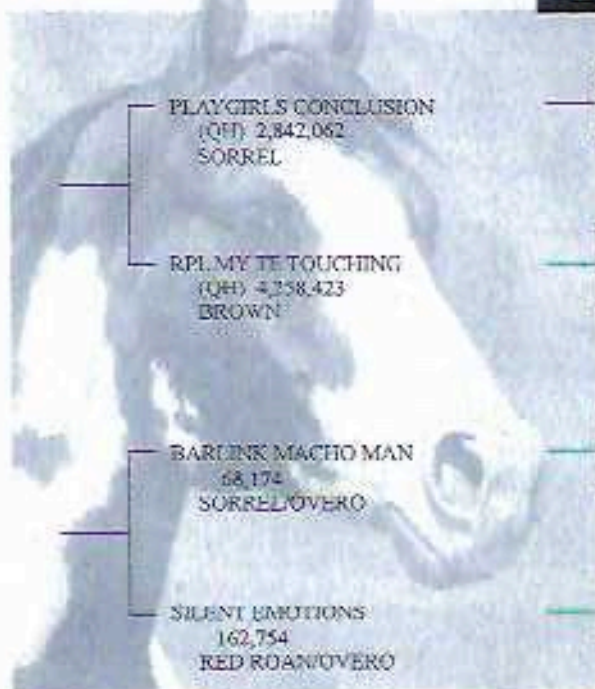 PLAYGIRLS CONCLUSION
(QH) 2,842,062
SORREL
RPL MY TE TOUCHING
(QH) 4,258,423
BROWN
BARLINK MACHO MAN
68,174
SORREL/OVERO
SILENT EMOTIONS
162,754
RED ROAN/OVERO